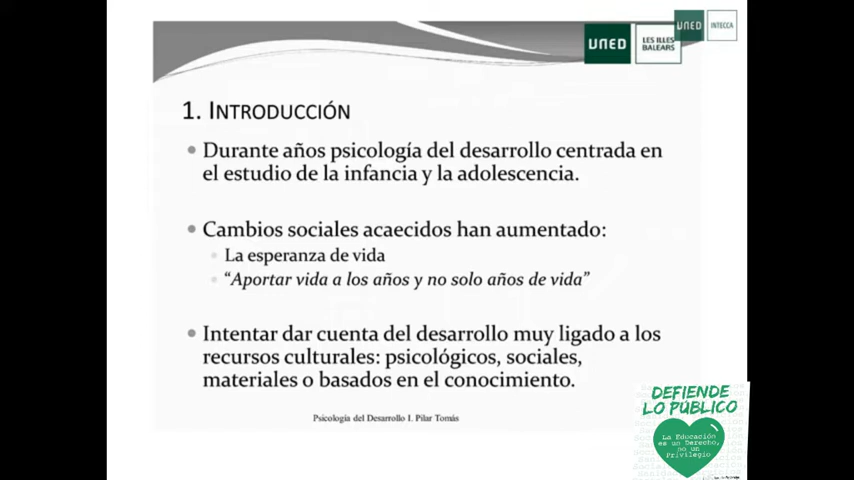 UNED
LES ILLES
BALEARS
UNED
INTECCA
1. INTRODUCCIÓN
• Durante años psicología del desarrollo centrada en
el estudio de la infancia y la adolescencia.
• Cambios sociales acaecidos han aumentado:
• La esperanza de vida
• “Aportar vida a los años y no solo años de vida”
• Intentar dar cuenta del desarrollo muy ligado a los
recursos culturales: psicológicos, sociales,
materiales o basados en el conocimiento.
Psicología del Desarrollo I. Pilar Tomás
DEFIENDE
LO PÚBLICO
La Educación
es un Derecho,
no un
Privilegio